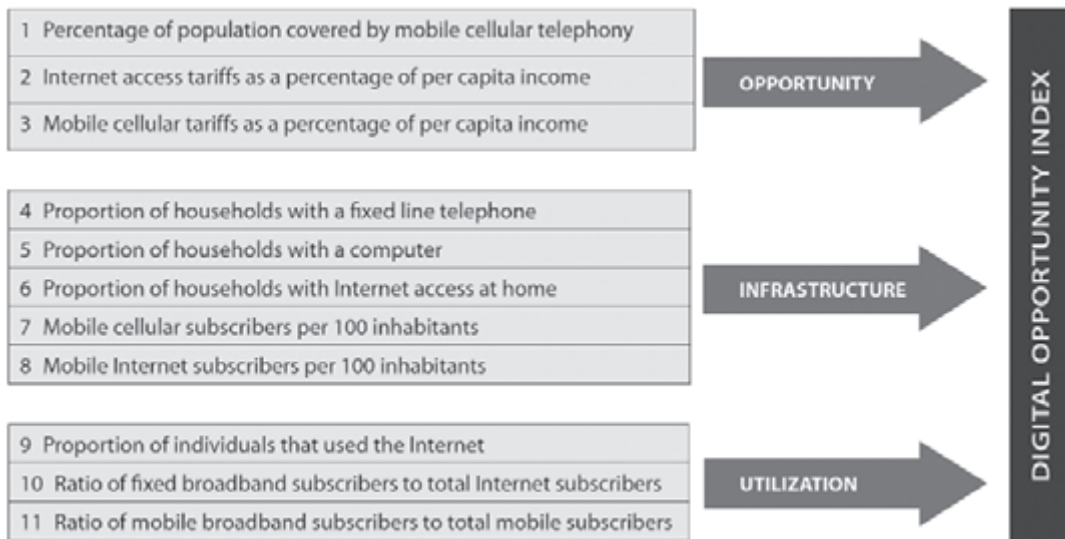 1 Percentage of population covered by mobile cellular telephony
2 Internet access tariffs as a percentage of per capita income
3 Mobile cellular tariffs as a percentage of per capita income
OPPORTUNITY
4 Proportion of households with a fixed line telephone
5 Proportion of households with a computer
6 Proportion of households with Internet access at home
7 Mobile cellular subscribers per 100 inhabitants
8 Mobile Internet subscribers per 100 inhabitants
INFRASTRUCTURE
9 Proportion of individuals that used the Internet
10 Ratio of fixed broadband subscribers to total Internet subscribers
11 Ratio of mobile broadband subscribers to total mobile subscribers
UTILIZATION
DIGITAL OPPORTUNITY INDEX